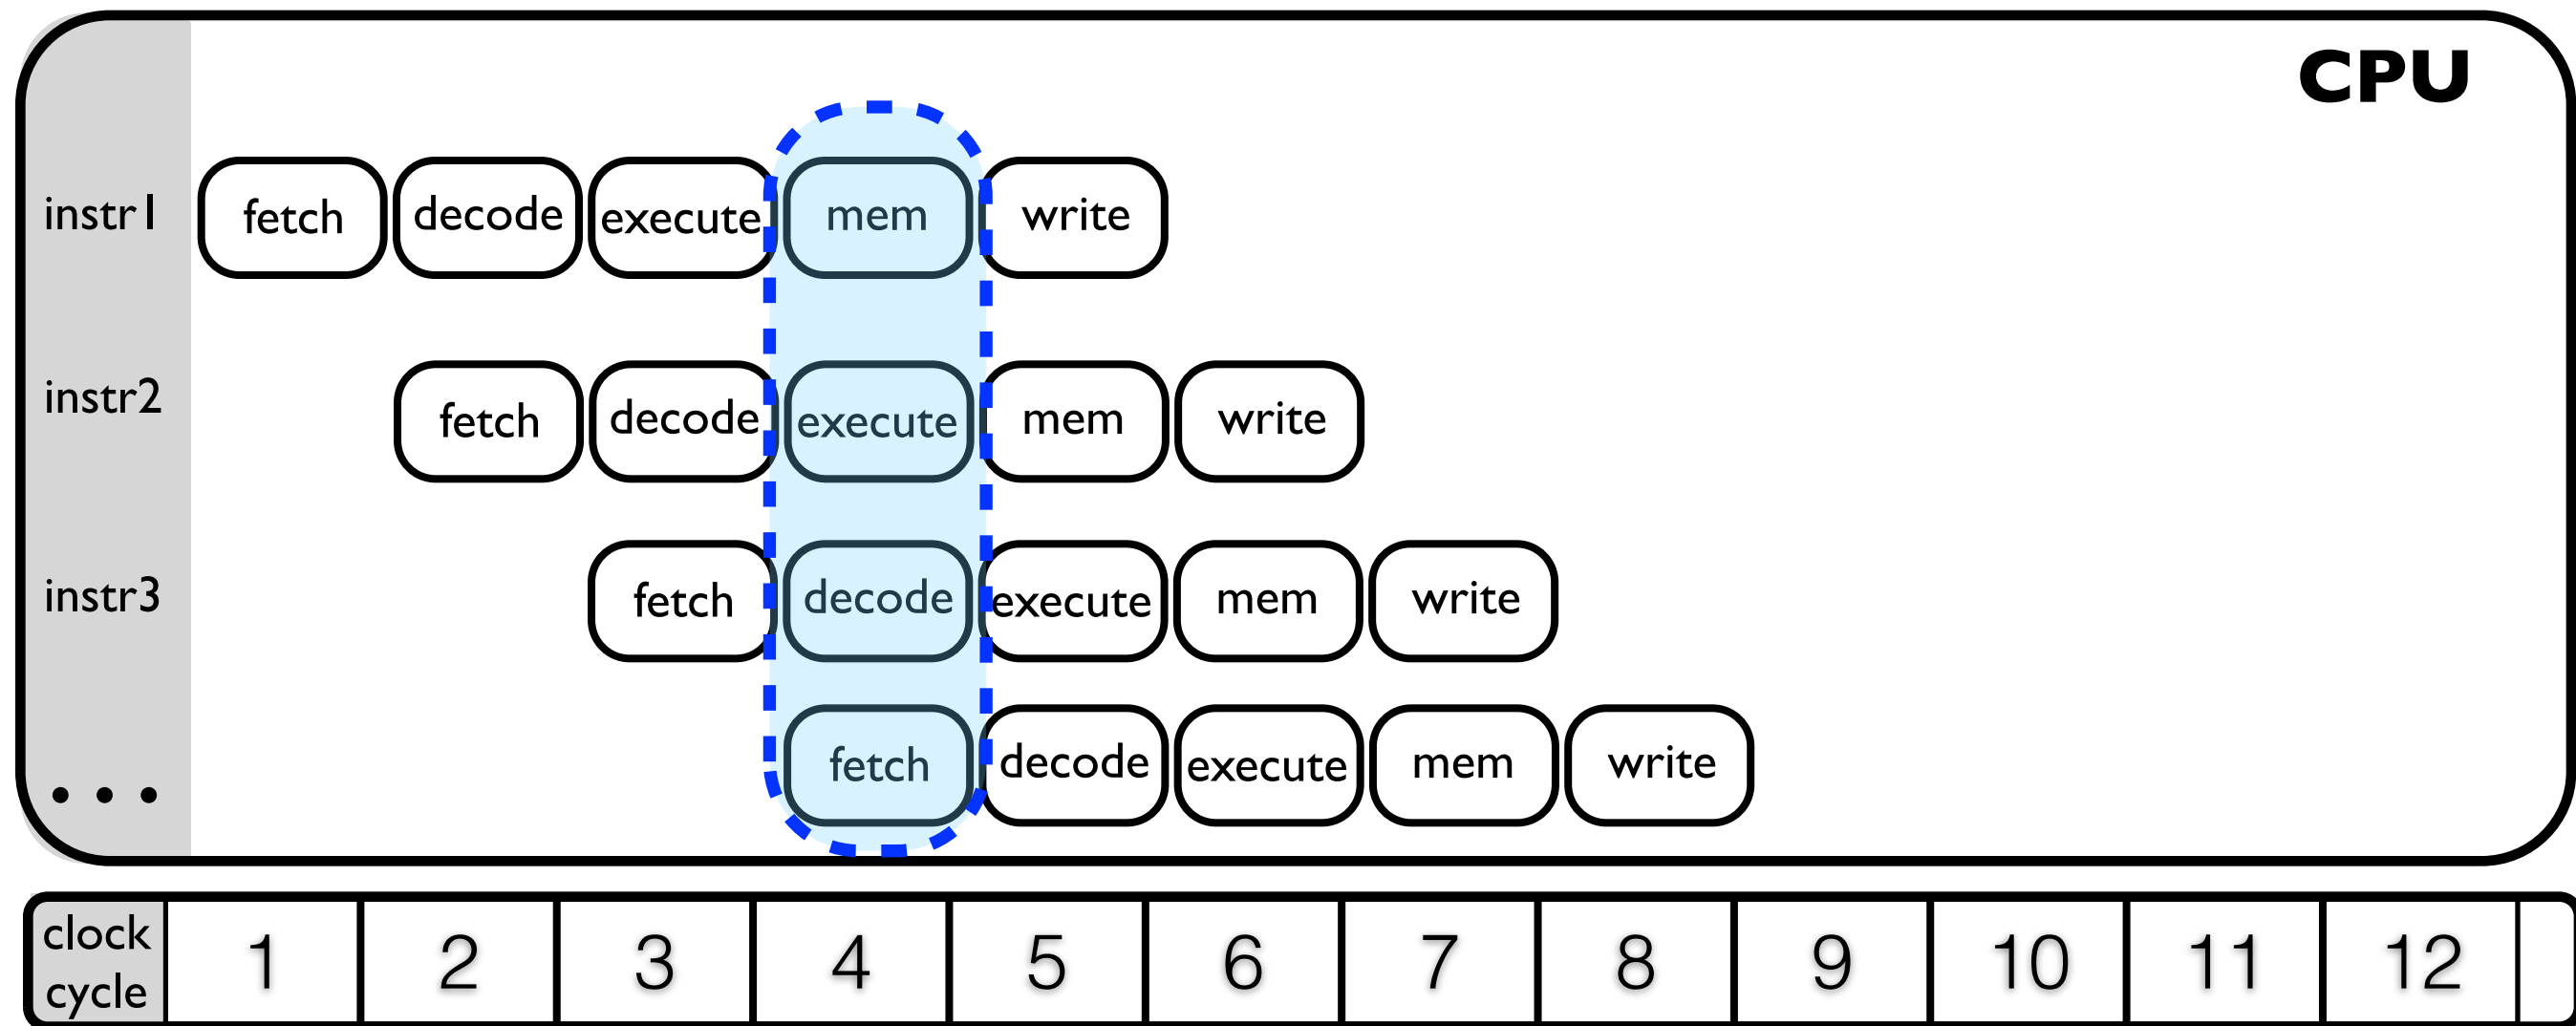 CPU
instr1 fetch decode execute mem write
instr2 fetch decode execute mem write
instr3 fetch decode execute mem write
... fetch decode execute mem write
clock cycle 1 2 3 4 5 6 7 8 9 10 11 12